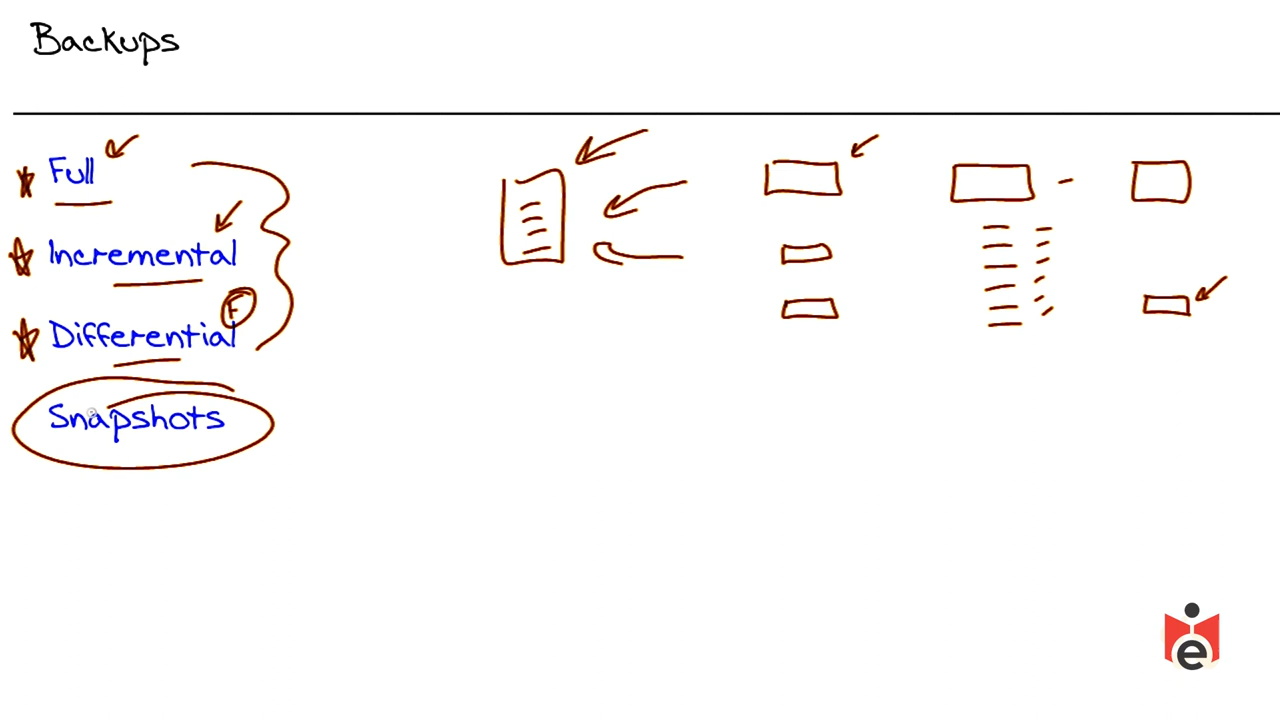 Backups
Full
Incremental
F
Differential
Snapshots
e